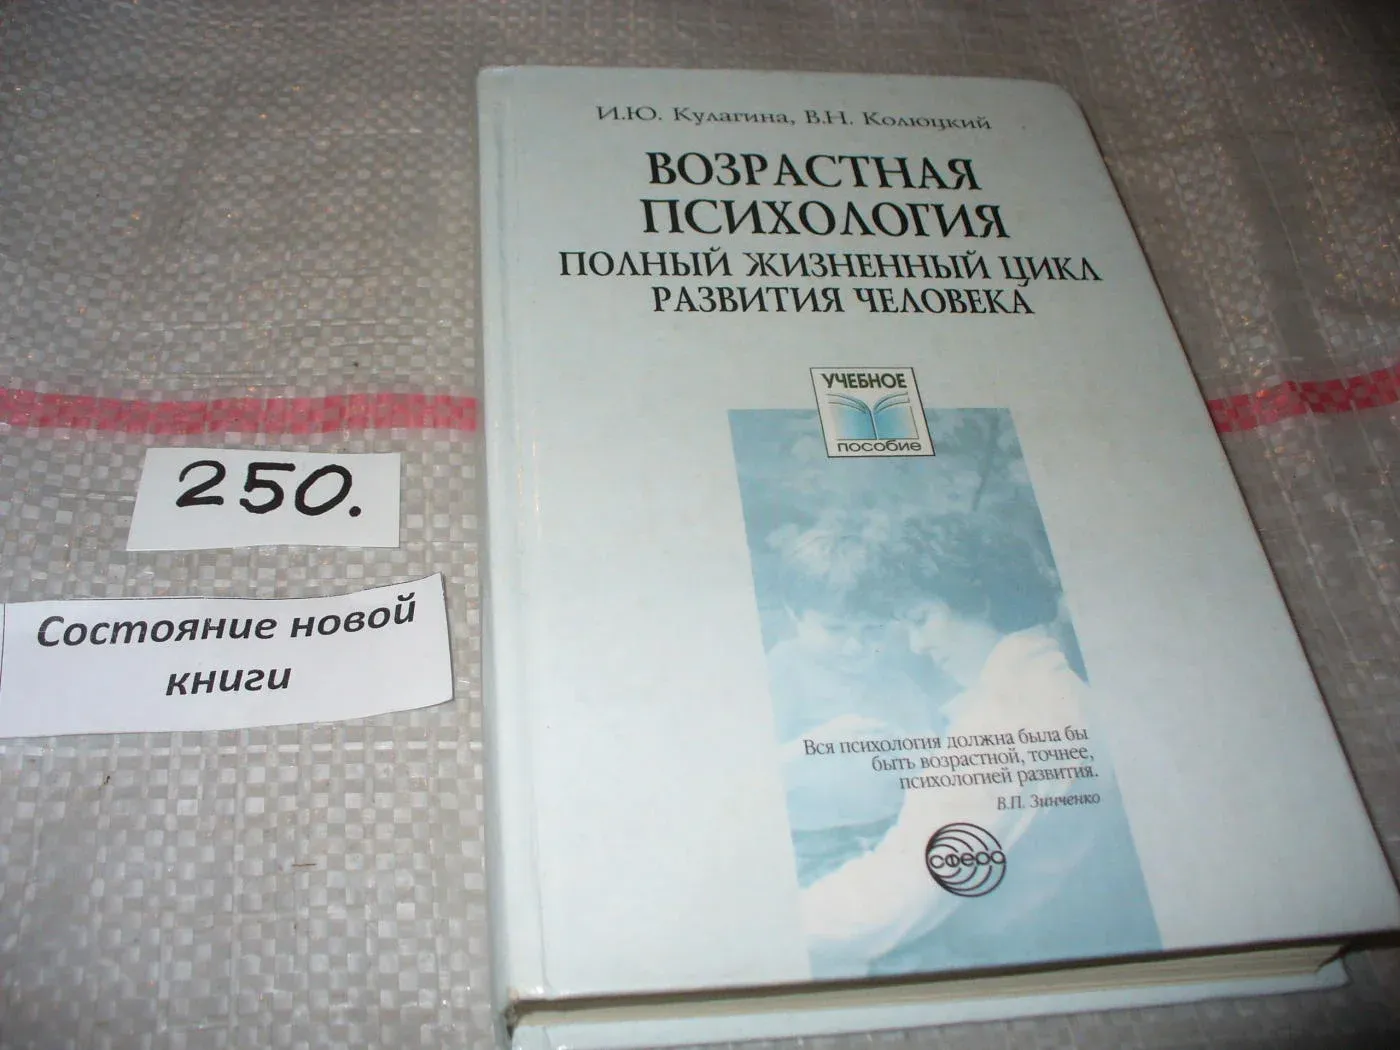 И.Ю. Кулагина, В.Н. Колюцкий
ВОЗРАСТНАЯ
ПСИХОЛОГИЯ
ПОЛНЫЙ ЖИЗНЕННЫЙ ЦИКЛ
РАЗВИТИЯ ЧЕЛОВЕКА
УЧЕБНОЕ
пособие
250.
Состояние новой
книги
Вся психология должна была бы
быть возрастной, точнее,
психологией развития.
В.П. Зинченко
сфера